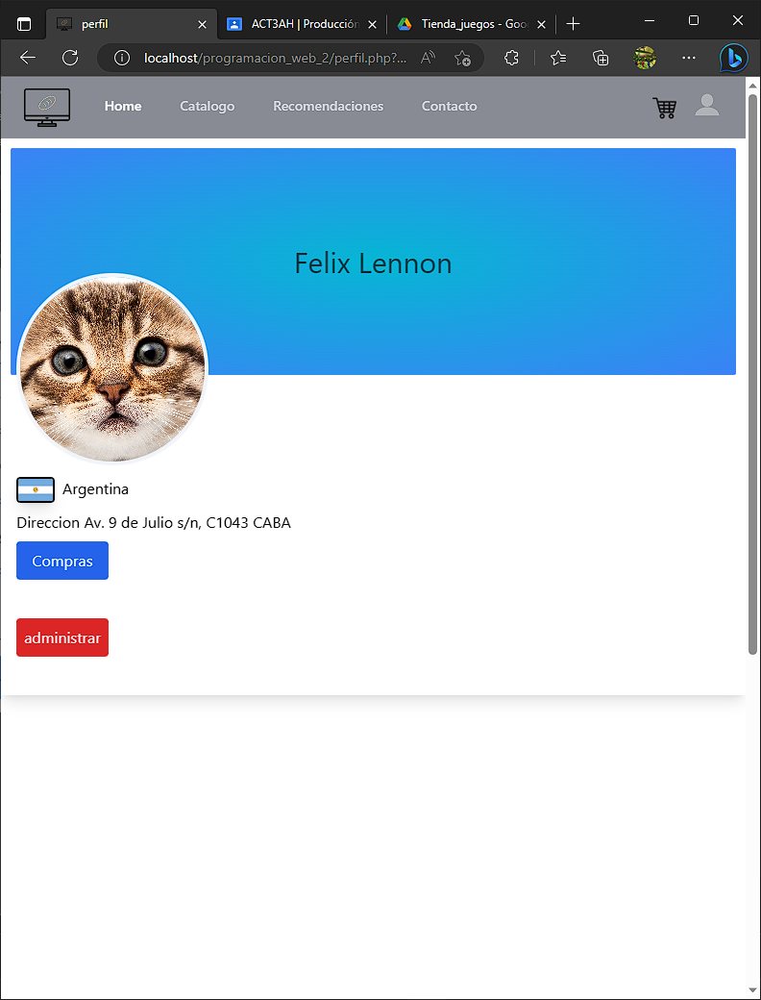 perfil
ACT3AH | Producción
Tienda_juegos - Goo
localhost/programacion_web_2/perfil.php?...
Home Catalogo Recomendaciones Contacto
Felix Lennon
Argentina
Direccion Av. 9 de Julio s/n, C1043 CABA
Compras
administrar